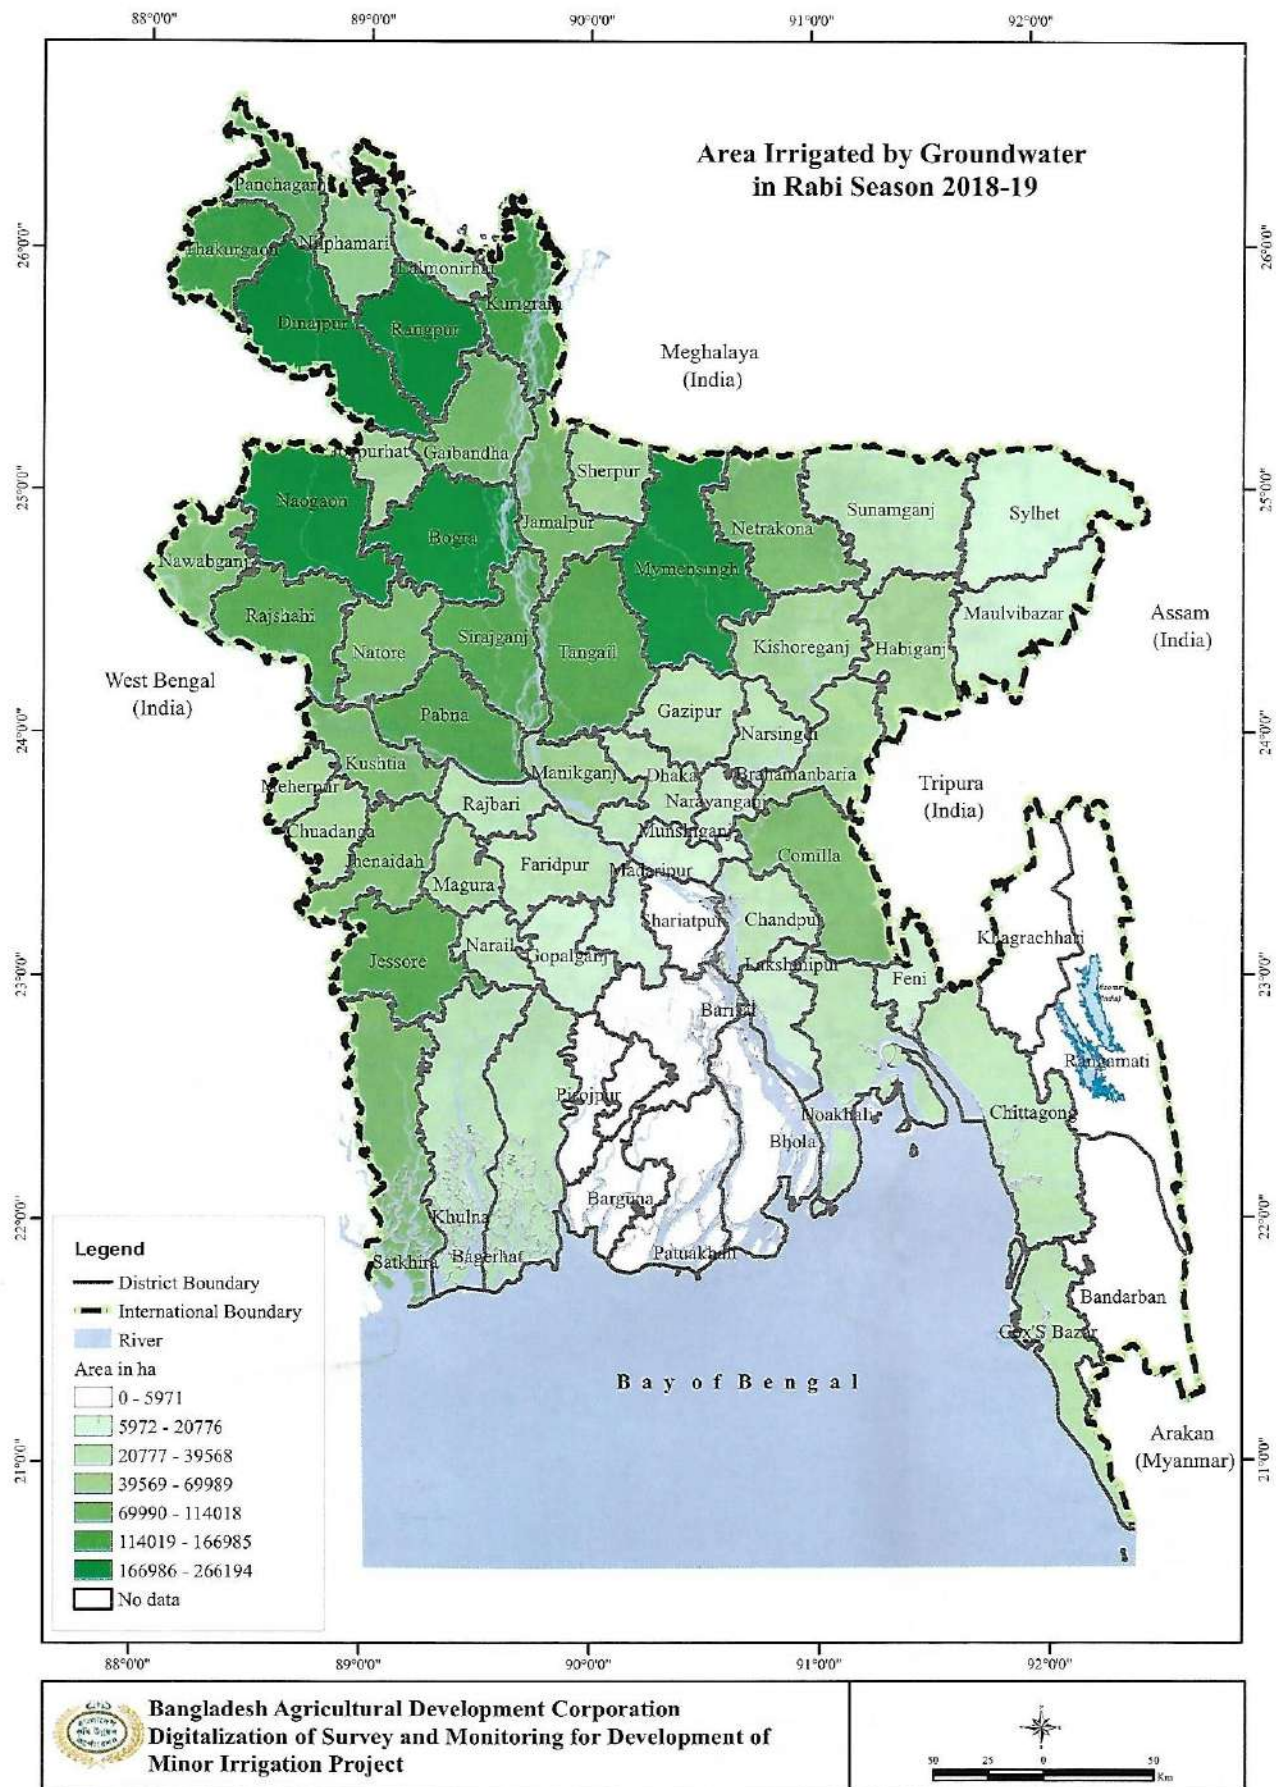 88°0'0" 89°0'0" 90°0'0" 91°0'0" 92°0'0"
Area Irrigated by Groundwater
in Rabi Season 2018-19
26°0'0" 26°0'0"
25°0'0" 25°0'0"
24°0'0" 24°0'0"
23°0'0" 23°0'0"
22°0'0" 22°0'0"
21°0'0" 21°0'0"
Panchagarh
Thakurgaon
Nilphamari
Lalmonirhat
Kurigram
Dinajpur
Rangpur
Meghalaya
(India)
Joypurhat
Gaibandha
Sherpur
Naogaon
Bogra
Jamalpur
Netrakona
Sunamganj
Sylhet
Nawabganj
Mymensingh
Rajshahi
Natore
Sirajganj
Tangail
Kishoreganj
Habiganj
Maulvibazar
Assam
(India)
West Bengal
(India)
Pabna
Gazipur
Narsingdi
Kushtia
Meherpur
Manikganj
Dhaka
Brahamanbaria
Tripura
(India)
Rajbari
Narayanganj
Chuadanga
Munshiganj
Jhenaidah
Magura
Faridpur
Madaripur
Comilla
Shariatpur
Chandpur
Khagrachhari
Jessore
Narail
Gopalganj
Lakshmipur
Feni
Barisal
Rangamati
Pirojpur
Noakhali
Chittagong
Bhola
Barguna
Khulna
Satkhira
Bagerhat
Patuakhali
Bandarban
Cox'S Bazar
Bay of Bengal
Arakan
(Myanmar)
Legend
District Boundary
International Boundary
River
Area in ha
0 - 5971
5972 - 20776
20777 - 39568
39569 - 69989
69990 - 114018
114019 - 166985
166986 - 266194
No data
88°0'0" 89°0'0" 90°0'0" 91°0'0" 92°0'0"
Bangladesh Agricultural Development Corporation
Digitalization of Survey and Monitoring for Development of
Minor Irrigation Project
50 25 0 50
Km